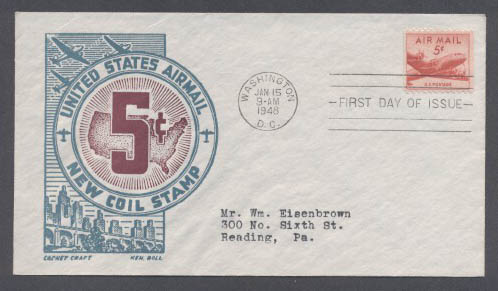 UNITED STATES AIRMAIL
5¢
NEW COIL STAMP
CACHET CRAFT KEN. BOLL
WASHINGTON
JAN 15
9-AM
1948
D.C.
FIRST DAY OF ISSUE
AIR MAIL
5¢
U.S. POSTAGE
Mr. Wm. Eisenbrown
300 No. Sixth St.
Reading, Pa.